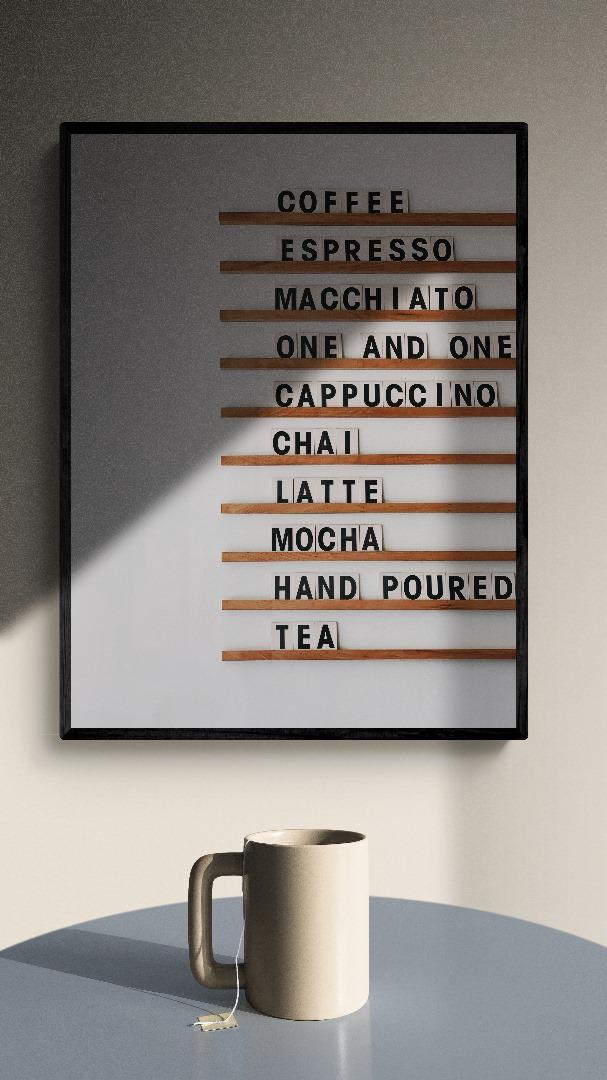 COFFEE
ESPRESSO
MACCHIATO
ONE AND ONE
CAPPUCCINO
CHAI
LATTE
MOCHA
HAND POURED
TEA